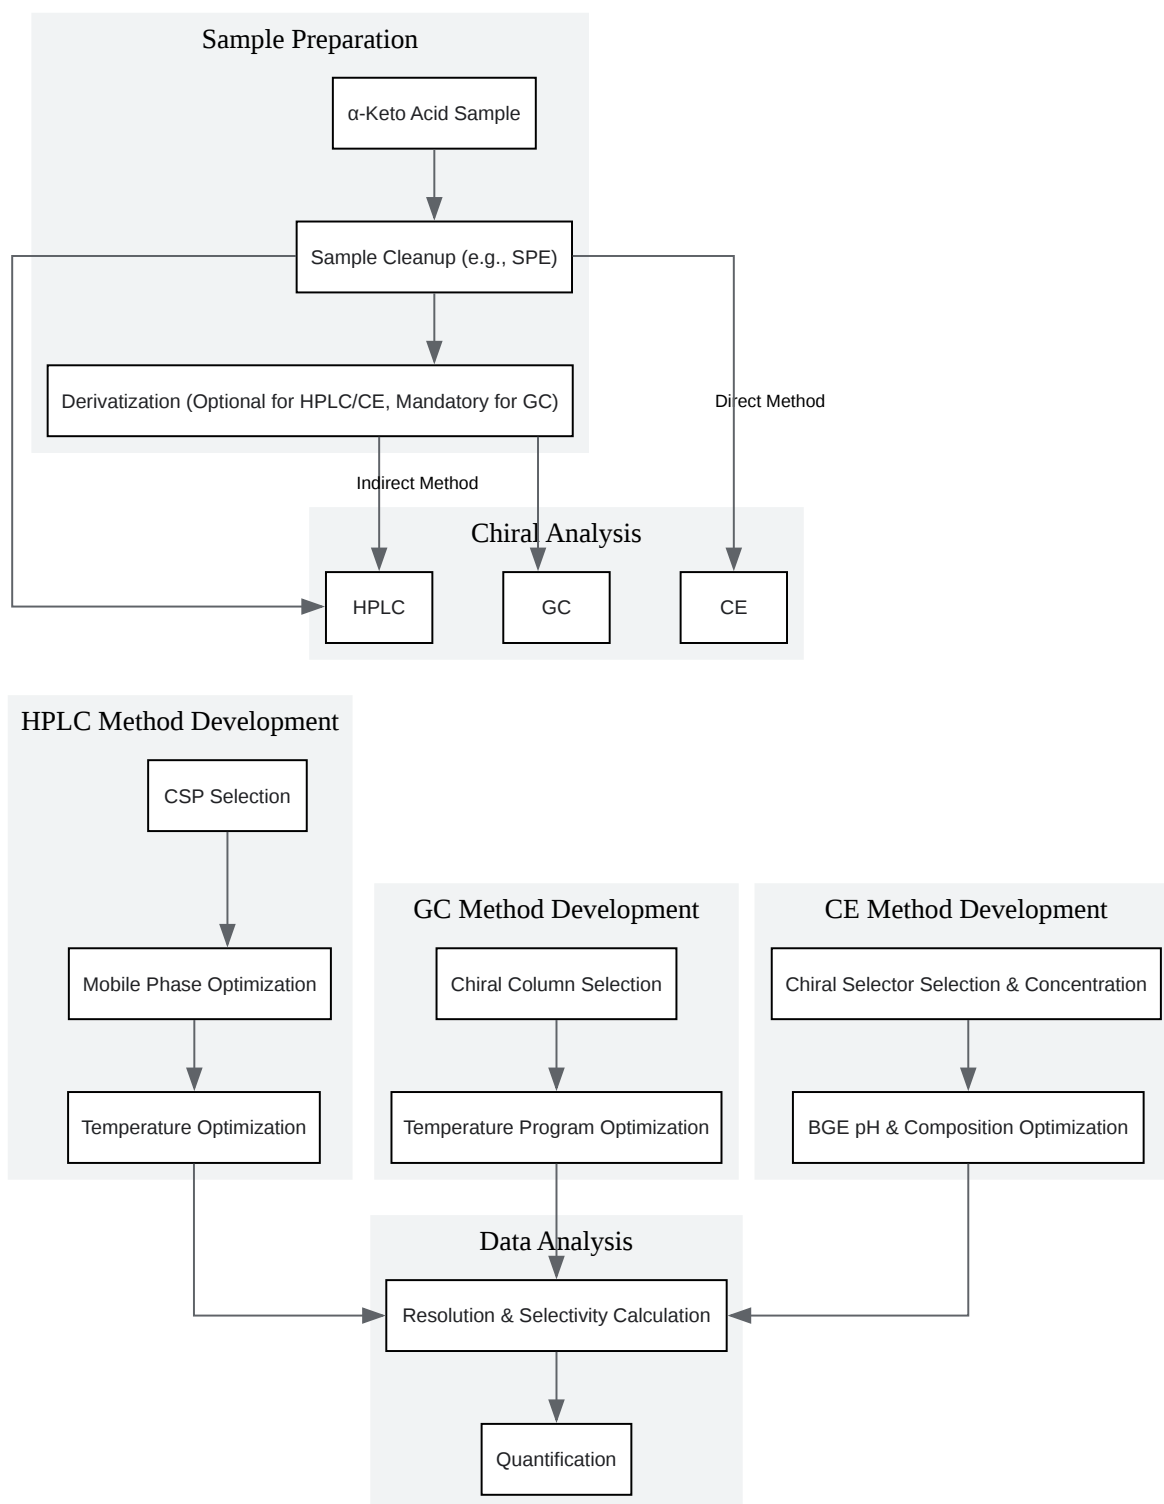 Sample Preparation
α-Keto Acid Sample
Sample Cleanup (e.g., SPE)
Derivatization (Optional for HPLC/CE, Mandatory for GC)
Direct Method
Indirect Method
Chiral Analysis
HPLC
GC
CE
HPLC Method Development
CSP Selection
Mobile Phase Optimization
Temperature Optimization
GC Method Development
Chiral Column Selection
Temperature Program Optimization
CE Method Development
Chiral Selector Selection & Concentration
BGE pH & Composition Optimization
Data Analysis
Resolution & Selectivity Calculation
Quantification